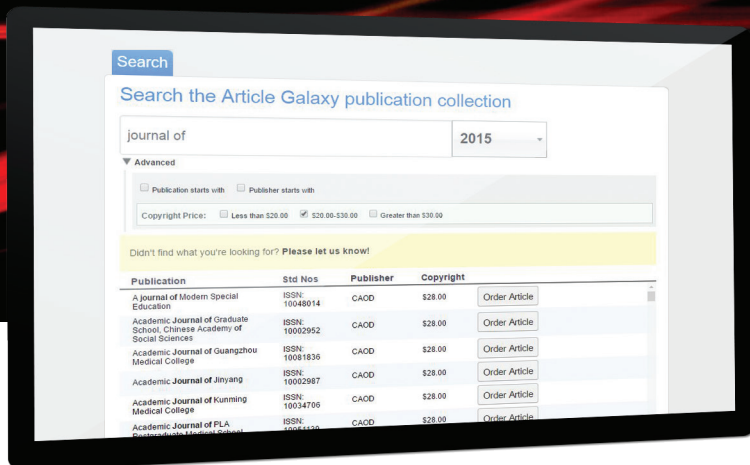 Search
Search the Article Galaxy publication collection
journal of
2015
Advanced
Publication starts with Publisher starts with
Copyright Price: Less than $20.00 $20.00-$30.00 Greater than $30.00
Didn't find what you're looking for? Please let us know!
Publication Std Nos Publisher Copyright
A journal of Modern Special
Education
ISSN:
10048014
CAOD $28.00 Order Article
Academic Journal of Graduate
School, Chinese Academy of
Social Sciences
ISSN:
10002952
CAOD $28.00 Order Article
Academic Journal of Guangzhou
Medical College
ISSN:
10081836
CAOD $28.00 Order Article
Academic Journal of Jinyang
ISSN:
10002987
CAOD $28.00 Order Article
Academic Journal of Kunming
Medical College
ISSN:
10034706
CAOD $28.00 Order Article
Academic Journal of PLA
Postgraduate Medical School
ISSN:
CAOD $28.00 Order Article